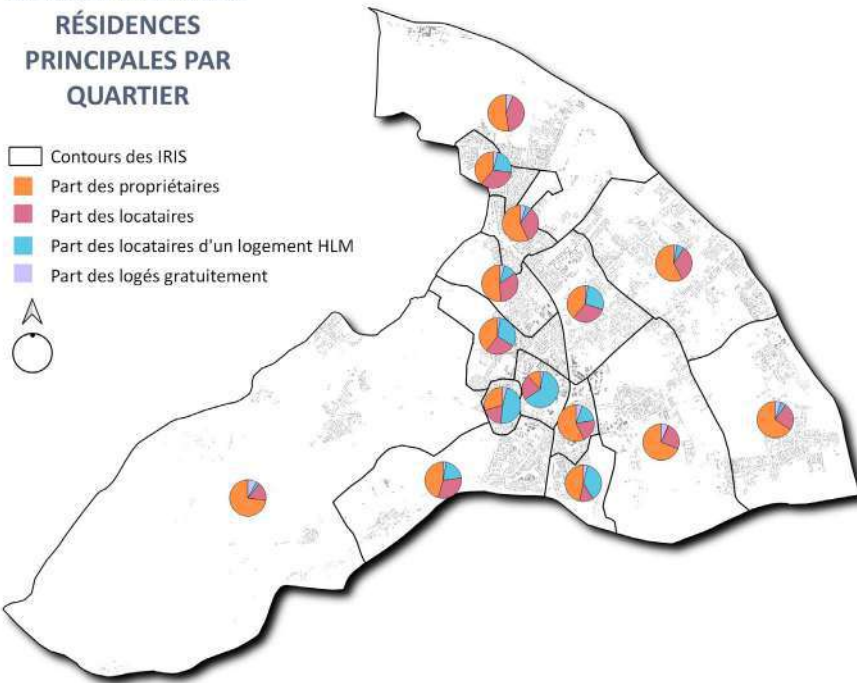 RÉSIDENCES
PRINCIPALES PAR
QUARTIER
Contours des IRIS
Part des propriétaires
Part des locataires
Part des locataires d'un logement HLM
Part des logés gratuitement